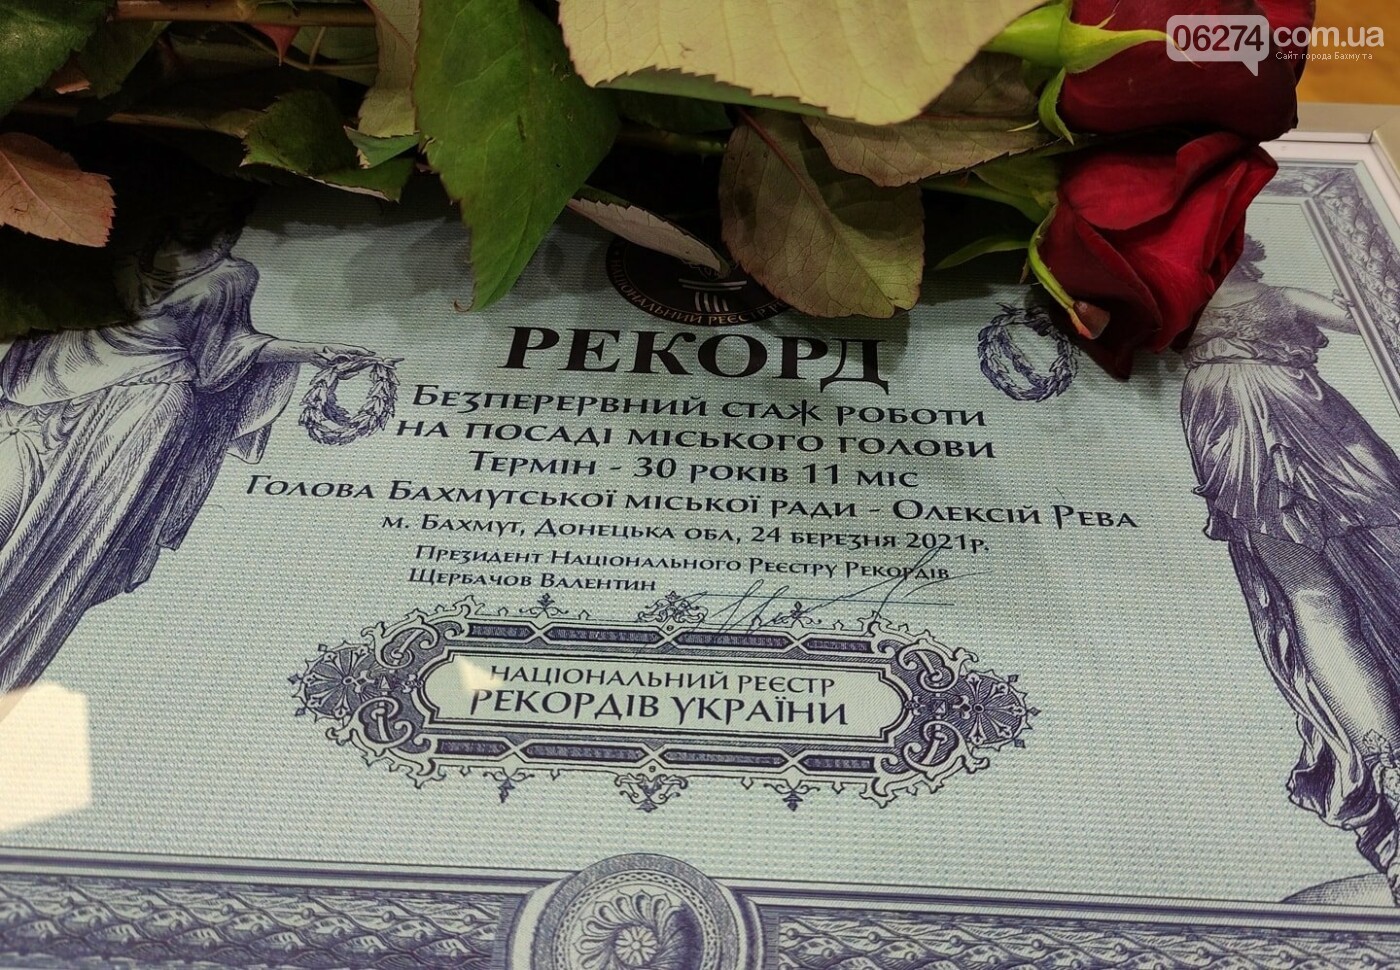 06274 com.ua
Сайт города Бахмута
НАЦІОНАЛЬНИЙ РЕЄСТР
РЕКОРД
Безперервний стаж роботи
на посаді міського голови
Термін - 30 років 11 міс
Голова Бахмутської міської ради - Олексій Рева
м. Бахмут, Донецька обл, 24 березня 2021р.
Президент Національного Реєстру Рекордів
Щербачов Валентин
Національний реєстр
рекордів України